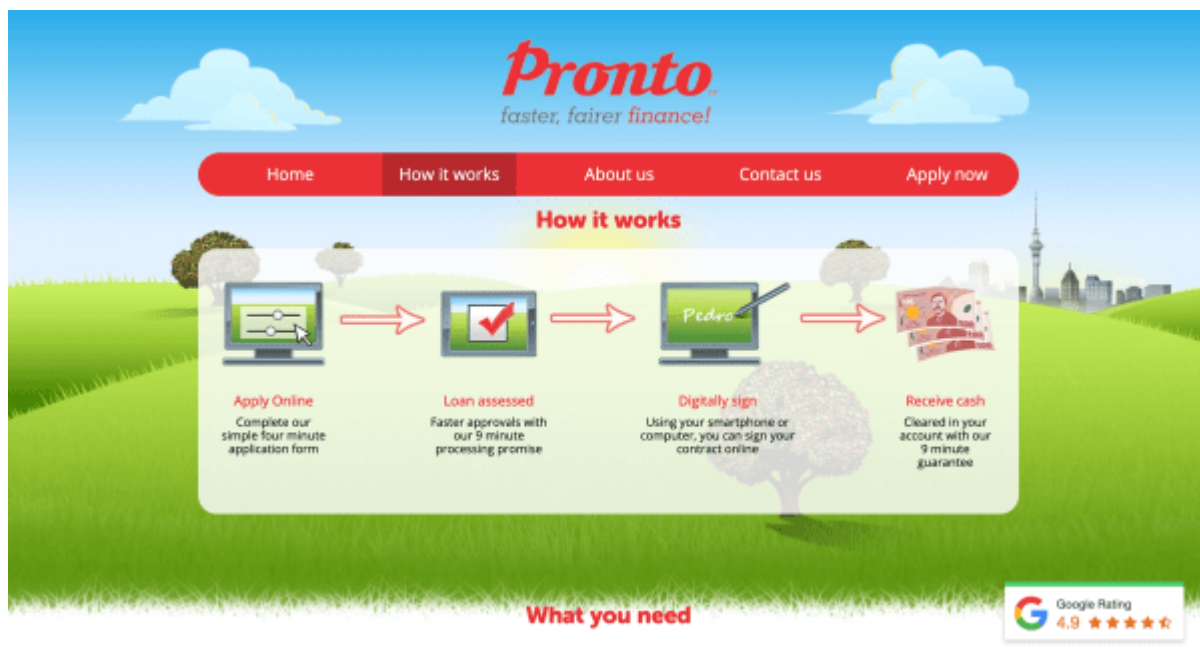 Pronto
faster, fairer finance!
Home
How it works
About us
Contact us
Apply now
How it works
Pedro
Apply Online
Complete our
simple four minute
application form
Loan assessed
Faster approvals with
our 9 minute
processing promise
Digitally sign
Using your smartphone or
computer, you can sign your
contract online
Receive cash
Cleared in your
account with our
9 minute
guarantee
What you need
Google Rating
4.9